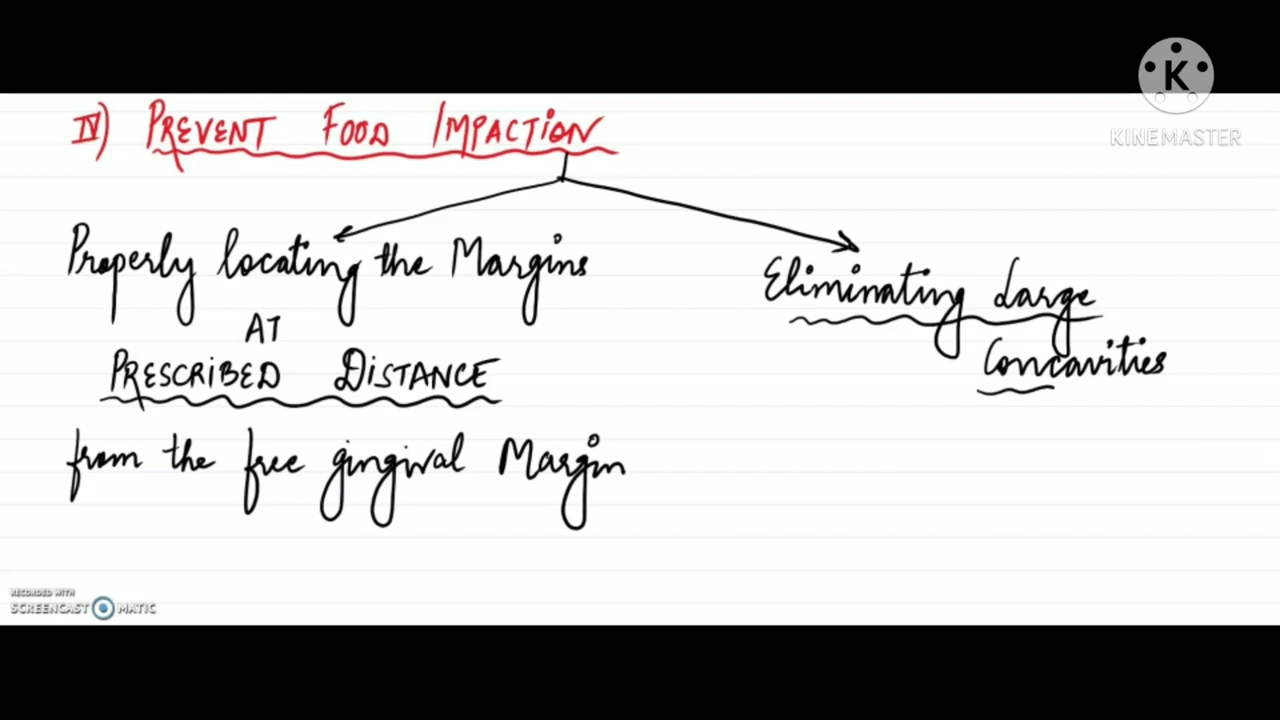 K
KINEMASTER
IV) PREVENT FOOD IMPACTION
Properly locating the Margins
AT
PRESCRIBED DISTANCE
from the free gingival Margin
Eliminating Large
Concavities
RECORDED WITH
SCREENCAST MATIC